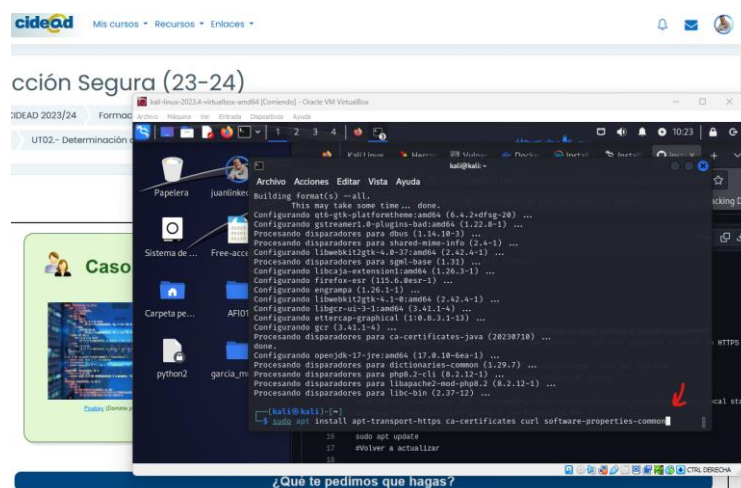 cidead
Mis cursos Recursos Enlaces
cción Segura (23-24)
CIDEAD 2023/24 Formac
UT02.- Determinación
kali-linux-2023.4-virtualbox-amd64 [Corriendo] - Oracle VM VirtualBox
Archivo Máquina Ver Entrada Dispositivos Ayuda
1 2 3 4
10:23
kali@kali: ~
Archivo Acciones Editar Vista Ayuda
Papelera
juanlinked
Sistema de ...
Free-acce
Carpeta pe...
AFI01
python2
garcia_m
Building format(s) --all.
This may take some time ... done.
Configurando qt6-gtk-platformtheme:amd64 (6.4.2+dfsg-20) ...
Configurando gstreamer1.0-plugins-bad:amd64 (1.22.8-1) ...
Procesando disparadores para dbus (1.14.10-3) ...
Procesando disparadores para shared-mime-info (2.4-1) ...
Configurando libwebkit2gtk-4.0-37:amd64 (2.42.4-1) ...
Procesando disparadores para sgml-base (1.31) ...
Configurando libcaja-extension1:amd64 (1.26.3-1) ...
Configurando firefox-esr (115.6.0esr-1) ...
Configurando engrampa (1.26.1-1) ...
Configurando libwebkit2gtk-4.1-0:amd64 (2.42.4-1) ...
Configurando libgcr-ui-3-1:amd64 (3.41.1-4) ...
Configurando ettercap-graphical (1:0.8.3.1-13) ...
Configurando gcr (3.41.1-4) ...
Procesando disparadores para ca-certificates-java (20230710) ...
done.
Configurando openjdk-17-jre:amd64 (17.0.10~6ea-1) ...
Procesando disparadores para dictionaries-common (1.29.7) ...
Procesando disparadores para php8.2-cli (8.2.12-1) ...
Procesando disparadores para libapache2-mod-php8.2 (8.2.12-1) ...
Procesando disparadores para libc-bin (2.37-12) ...
(kali㉿kali)-[~]
$ sudo apt install apt-transport-https ca-certificates curl software-properties-common
16 sudo apt update
17 #Volver a actualizar
18
HTTPS
Caso
CTRL DERECHA
¿Qué te pedimos que hagas?